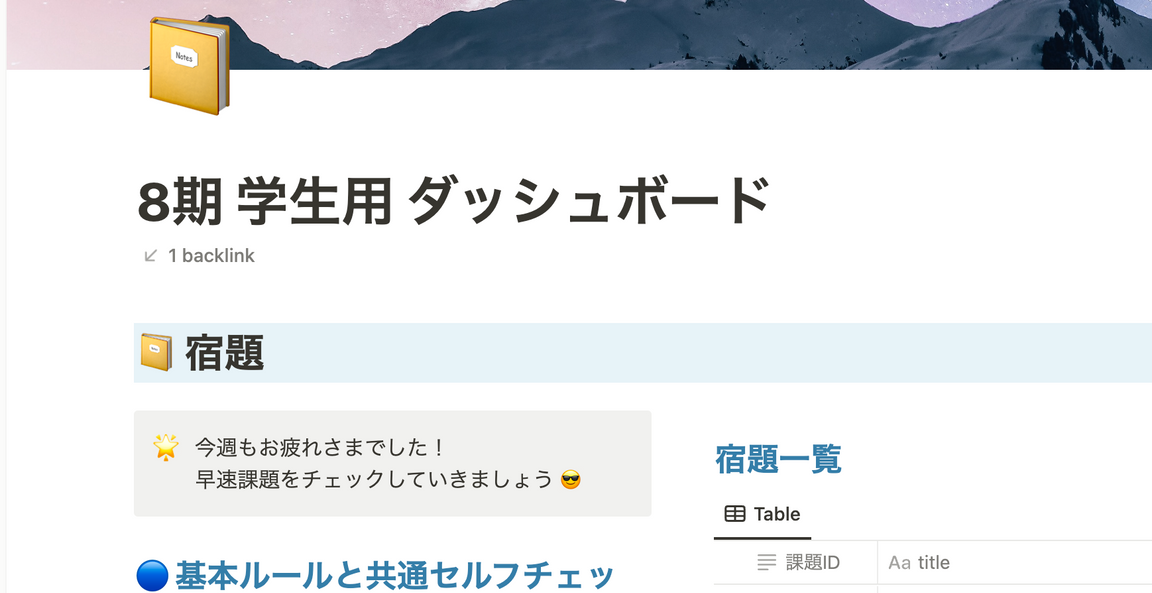 Notes
8期 学生用 ダッシュボード
1 backlink
宿題
今週もお疲れさまでした！
早速課題をチェックしていきましょう 😎
基本ルールと共通セルフチェッ
宿題一覧
Table
課題ID
Aa title